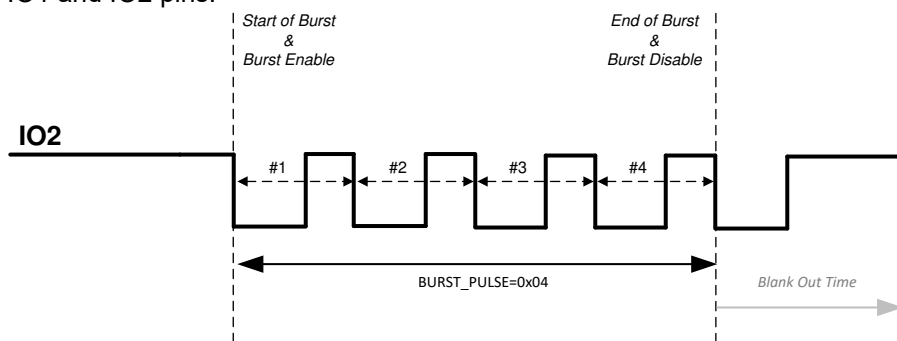 IO1 and IO2 pins.
Start of Burst
&
Burst Enable
End of Burst
&
Burst Disable
IO2
#1
#2
#3
#4
BURST_PULSE=0x04
Blank Out Time